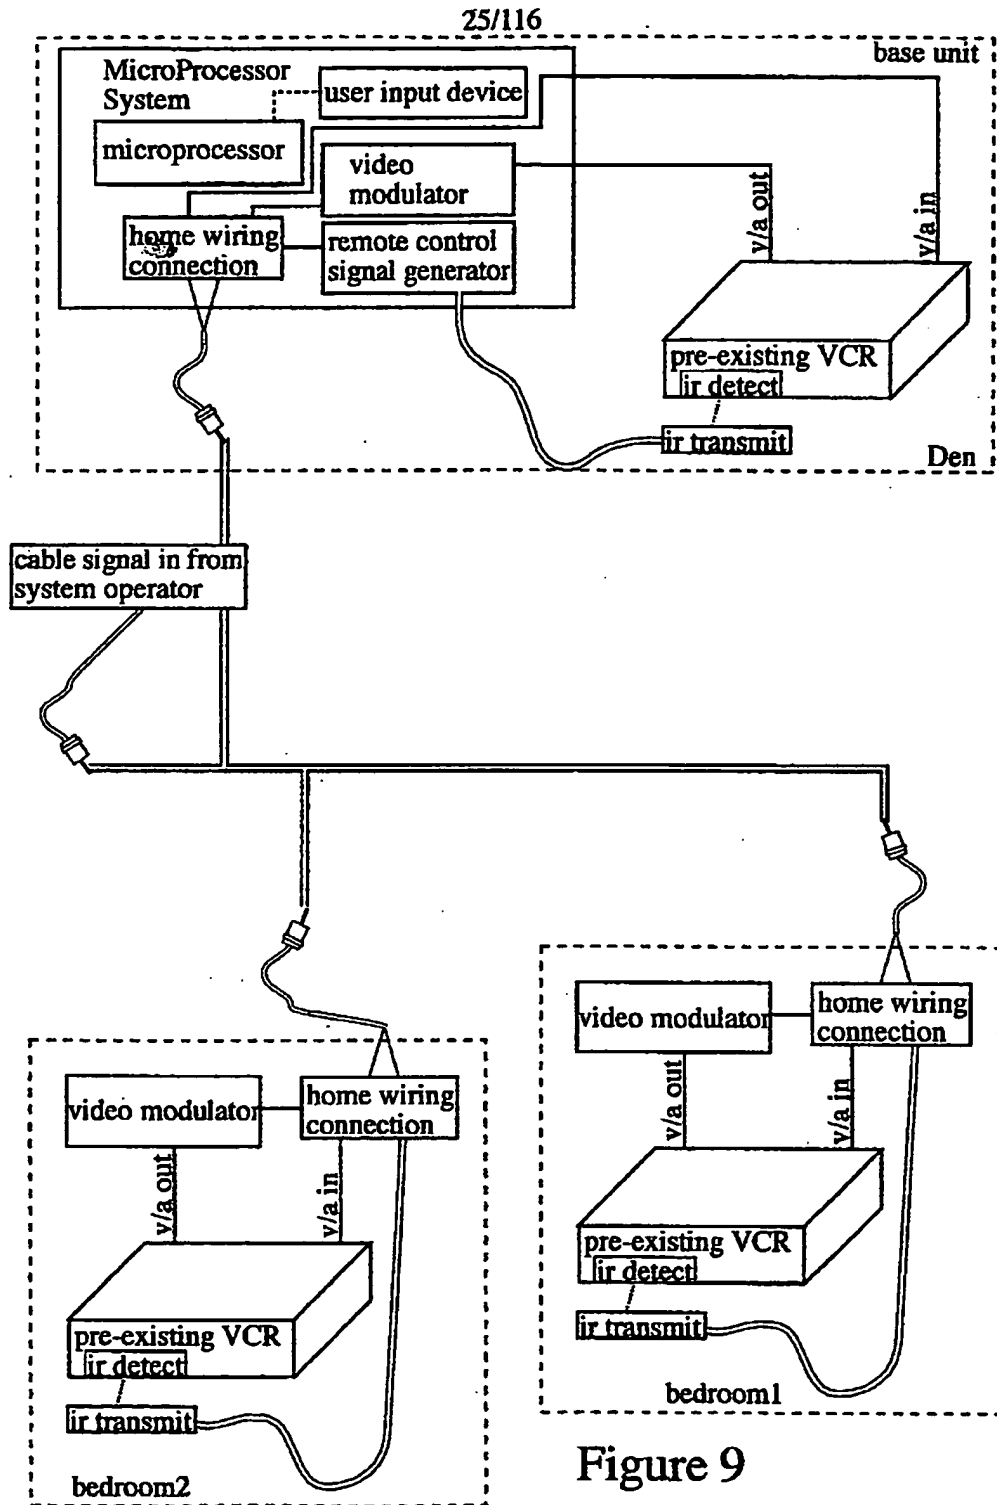 25/116
base unit
MicroProcessor
System
user input device
microprocessor
video
modulator
home wiring
connection
remote control
signal generator
v/a out
v/a in
pre-existing VCR
ir detect
ir transmit
Den
cable signal in from
system operator
video modulator
home wiring
connection
v/a out
v/a in
pre-existing VCR
ir detect
ir transmit
bedroom1
video modulator
home wiring
connection
v/a out
v/a in
pre-existing VCR
ir detect
ir transmit
bedroom2
Figure 9